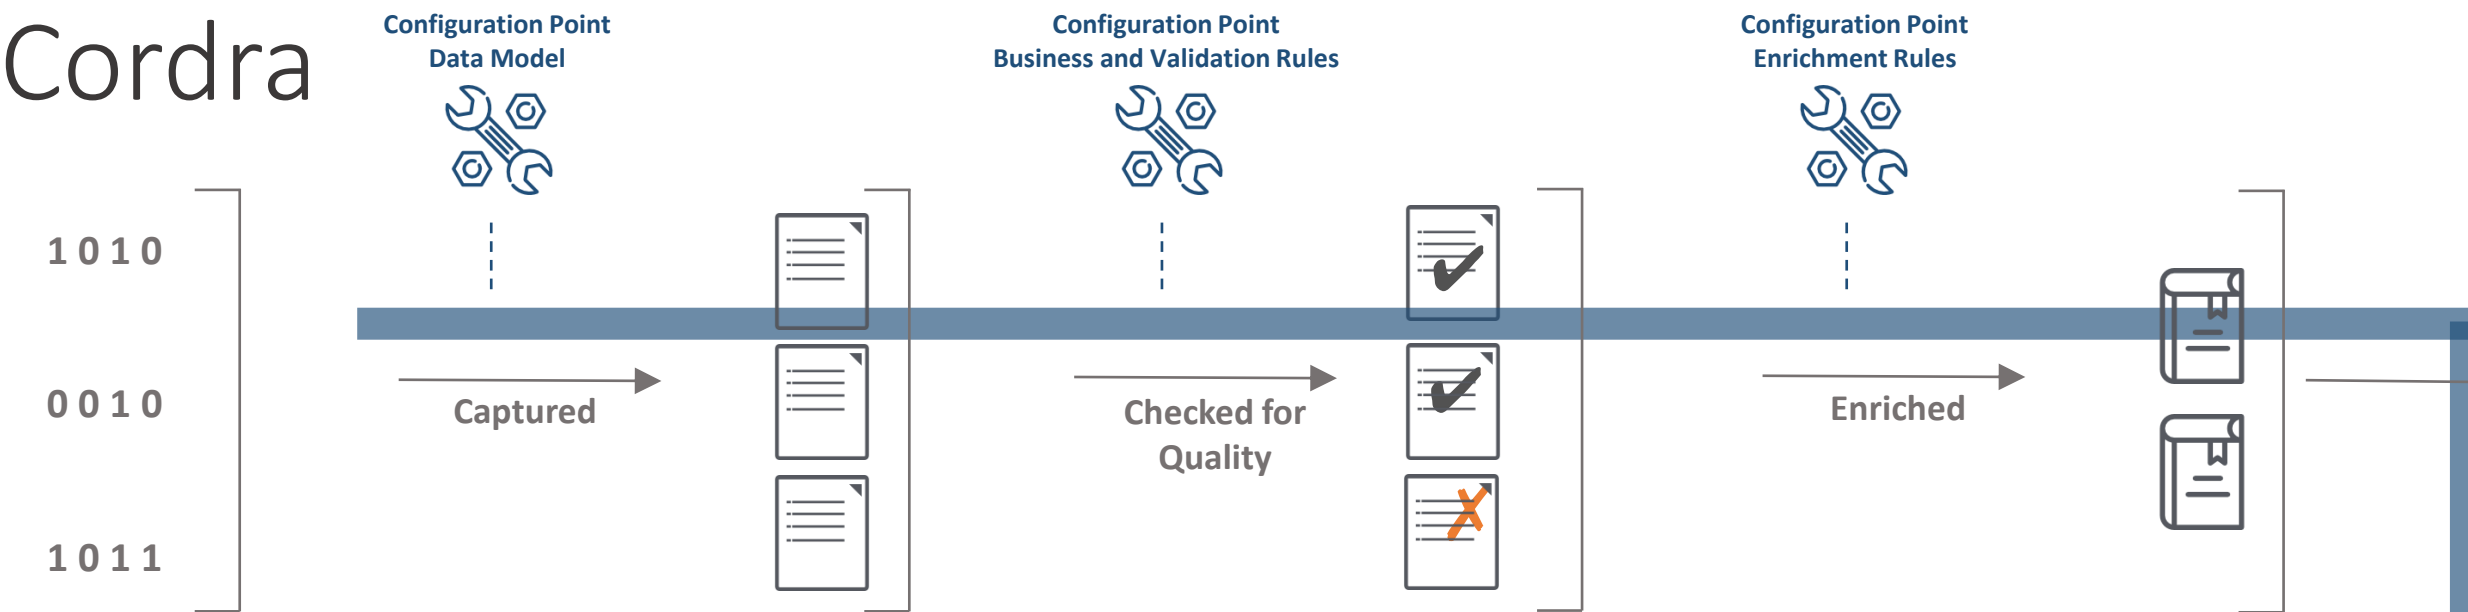 Cordra
Configuration Point
Data Model
Configuration Point
Business and Validation Rules
Configuration Point
Enrichment Rules
1 0 1 0
0 0 1 0
1 0 1 1
Captured
Checked for
Quality
Enriched